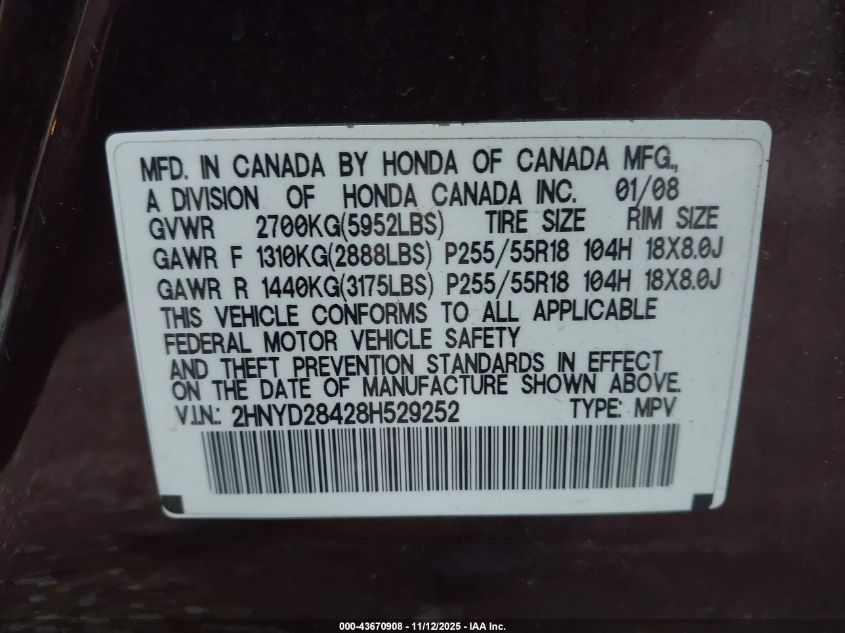 MFD. IN CANADA BY HONDA OF CANADA MFG.,
A DIVISION OF HONDA CANADA INC. 01/08
GVWR 2700KG(5952LBS) TIRE SIZE RIM SIZE
GAWR F 1310KG(2888LBS) P255/55R18 104H 18X8.0J
GAWR R 1440KG(3175LBS) P255/55R18 104H 18X8.0J
THIS VEHICLE CONFORMS TO ALL APPLICABLE
FEDERAL MOTOR VEHICLE SAFETY
AND THEFT PREVENTION STANDARDS IN EFFECT
ON THE DATE OF MANUFACTURE SHOWN ABOVE.
V.I.N.: 2HNYD28428H529252 TYPE: MPV
000-43670908 - 11/12/2025 - IAA Inc.